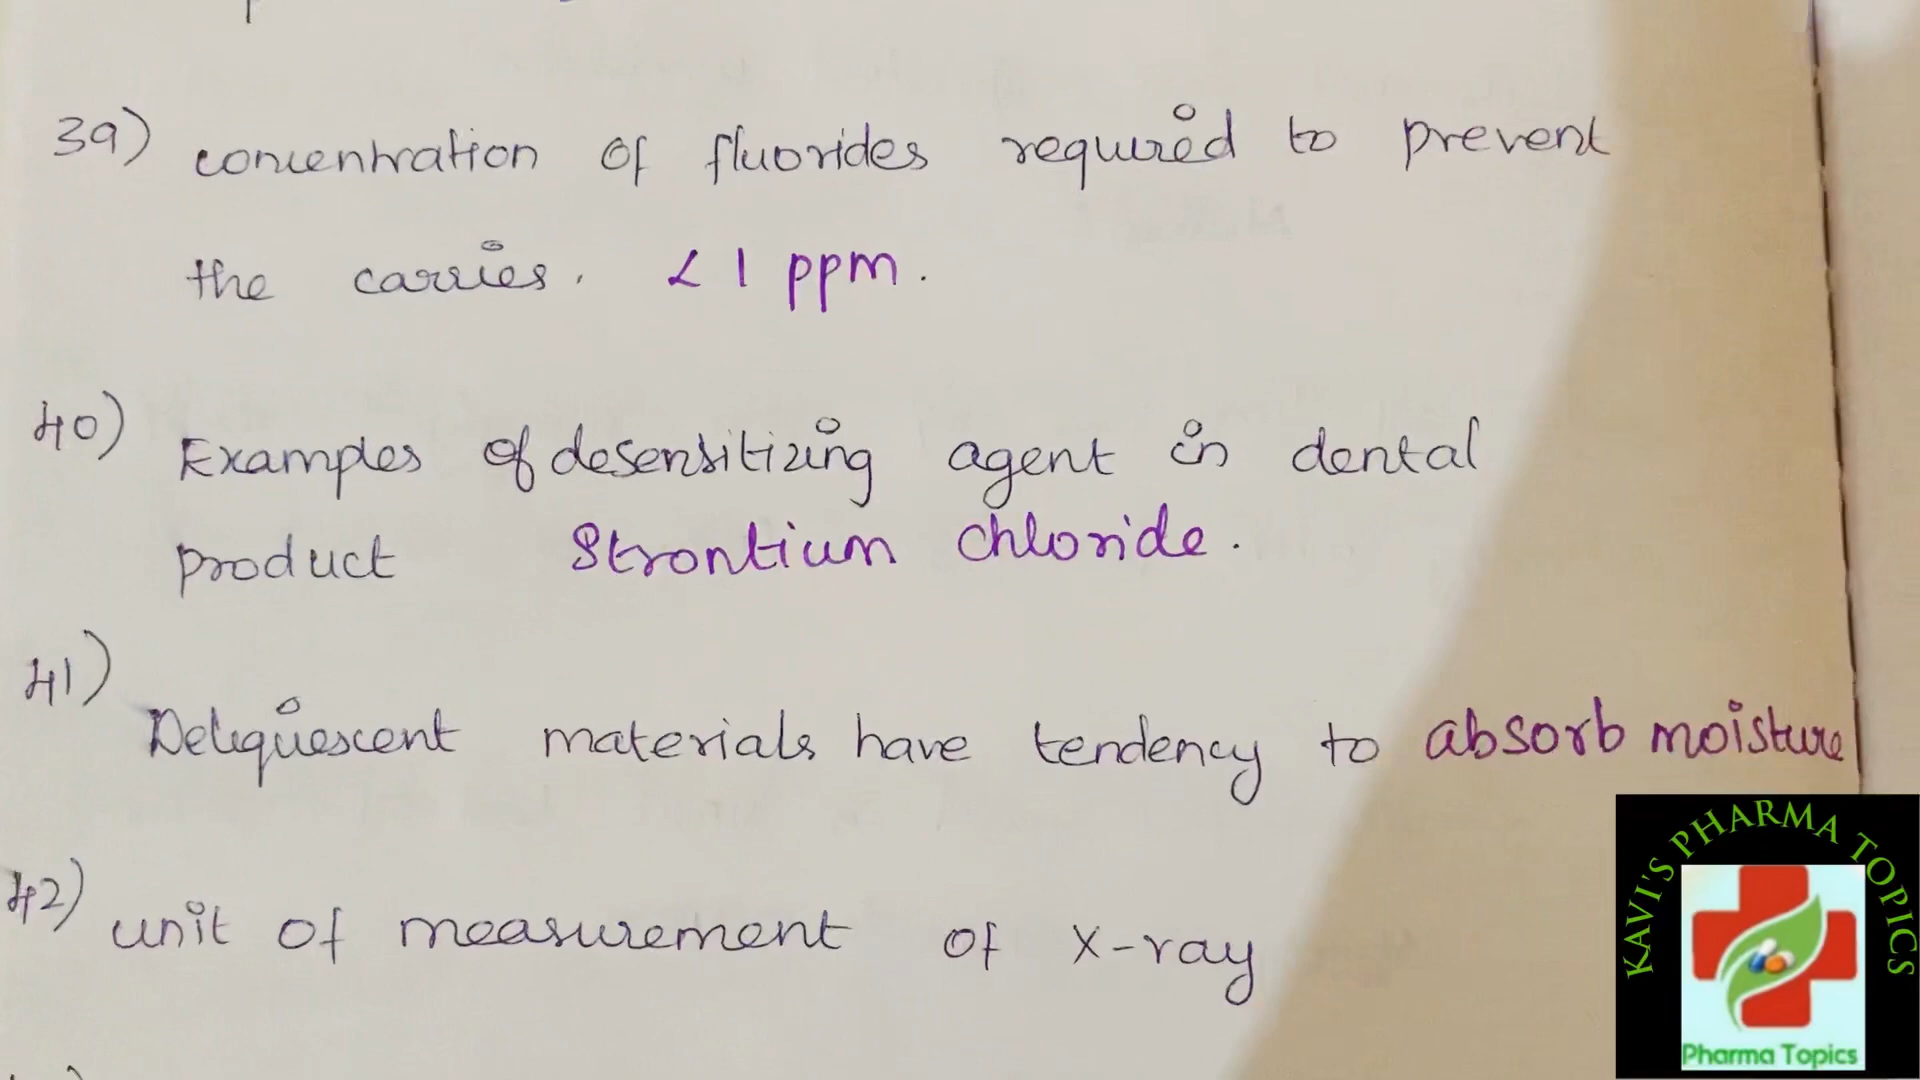 39) concentration of fluorides required to prevent
the carries. < 1 ppm.
40) Examples of desensitizing agent in dental
product Strontium chloride.
41) Deliquescent materials have tendency to absorb moisture
42) unit of measurement of X-ray
KAVI'S PHARMA TOPICS
Pharma Topics